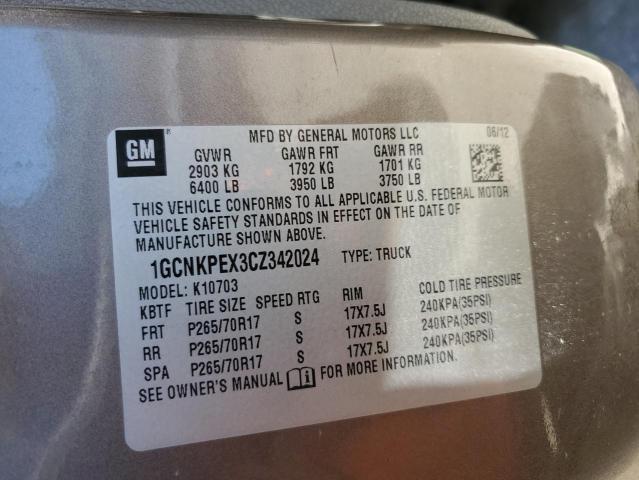 GM®
MFD BY GENERAL MOTORS LLC 06/12
GVWR GAWR FRT GAWR RR
2903 KG 1792 KG 1701 KG
6400 LB 3950 LB 3750 LB
THIS VEHICLE CONFORMS TO ALL APPLICABLE U.S. FEDERAL MOTOR
VEHICLE SAFETY STANDARDS IN EFFECT ON THE DATE OF
MANUFACTURE SHOWN ABOVE.
1GCNKPEX3CZ342024 TYPE: TRUCK
MODEL: K10703
KBTF TIRE SIZE SPEED RTG RIM COLD TIRE PRESSURE
FRT P265/70R17 S 17X7.5J 240KPA(35PSI)
RR P265/70R17 S 17X7.5J 240KPA(35PSI)
SPA P265/70R17 S 17X7.5J 240KPA(35PSI)
SEE OWNER'S MANUAL FOR MORE INFORMATION.